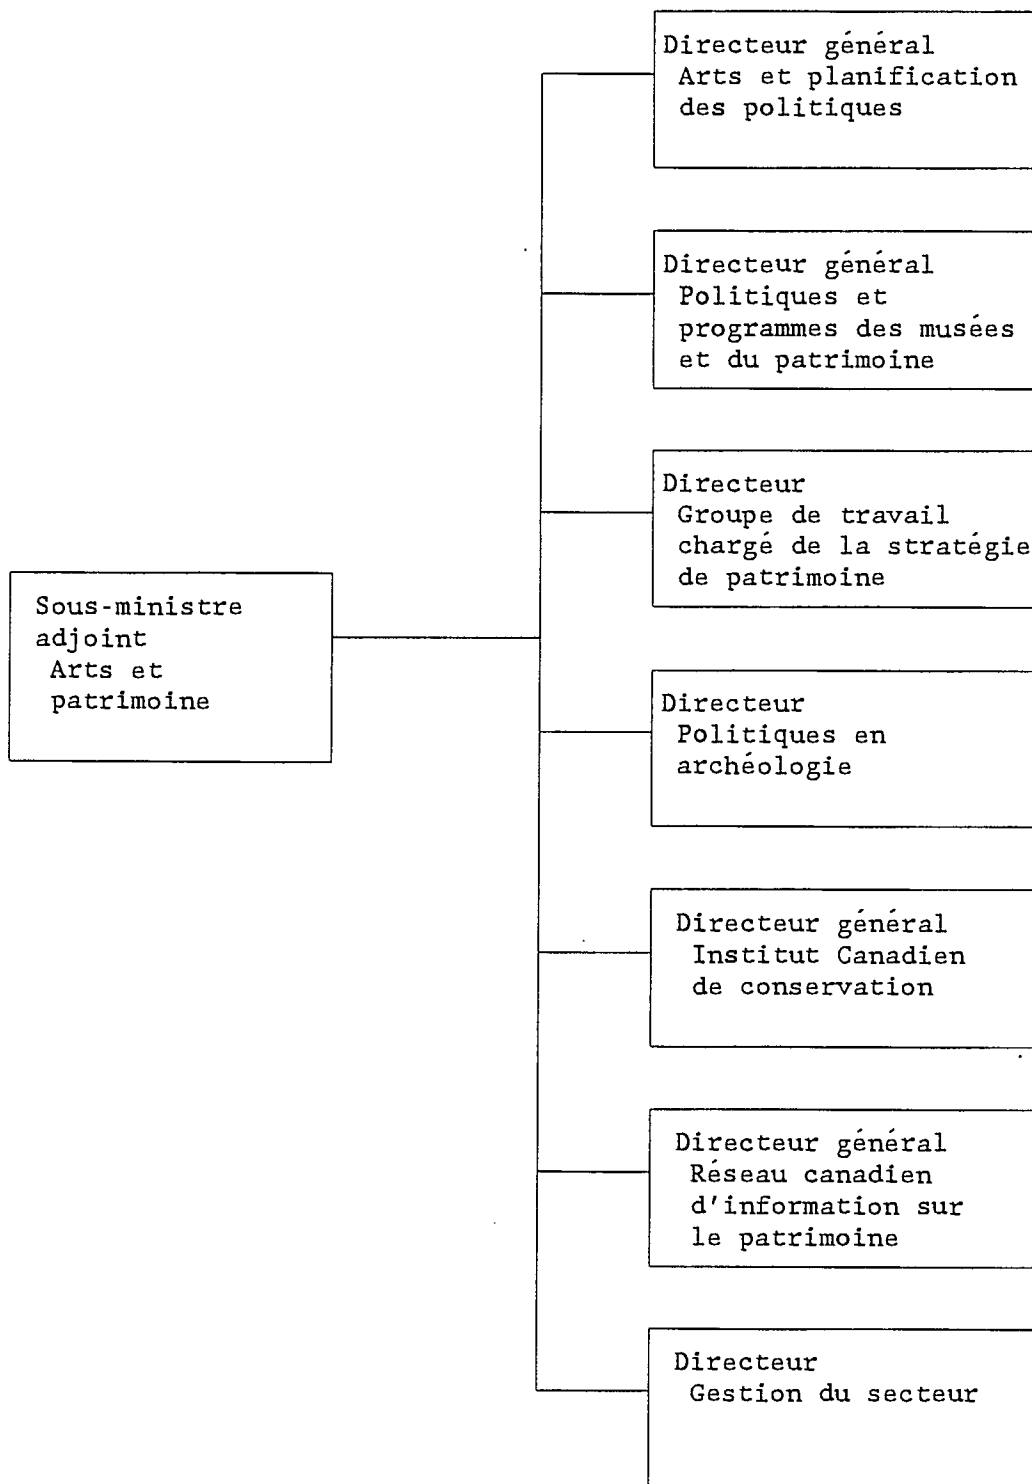 Directeur général
Arts et planification
des politiques
Directeur général
Politiques et
programmes des musées
et du patrimoine
Directeur
Groupe de travail
chargé de la stratégie
de patrimoine
Sous-ministre
adjoint
Arts et
patrimoine
Directeur
Politiques en
archéologie
Directeur général
Institut Canadien
de conservation
Directeur général
Réseau canadien
d'information sur
le patrimoine
Directeur
Gestion du secteur